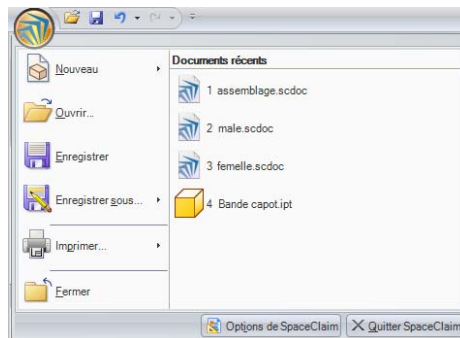 Nouveau
Ouvrir...
Enregistrer
Enregistrer sous...
Imprimer...
Fermer
Documents récents
1 assemblage.scdoc
2 male.scdoc
3 femelle.scdoc
4 Bande capot.ipt
Options de SpaceClaim
Quitter SpaceClaim